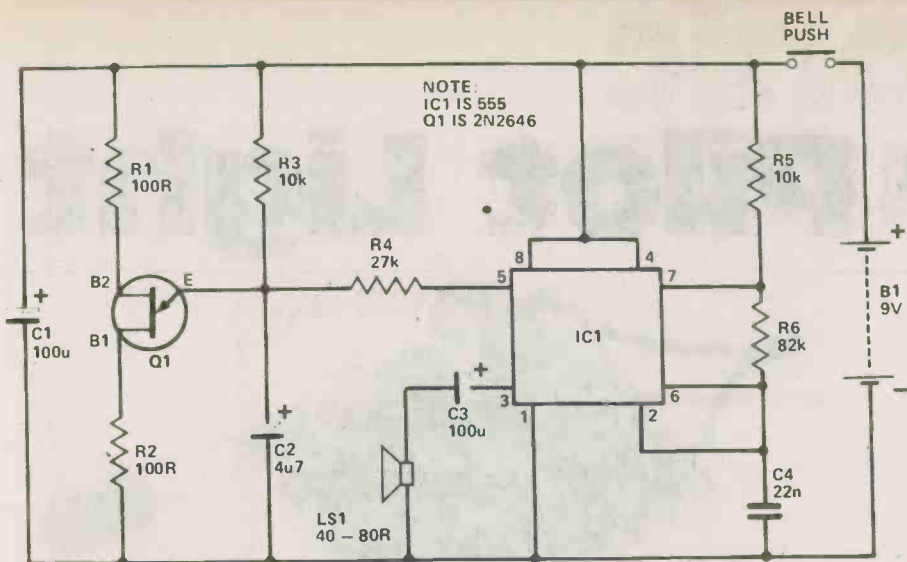 BELL
PUSH
NOTE:
IC1 IS 555
Q1 IS 2N2646
R1
100R
R3
10k
R5
10k
R4
27k
8
4
5
7
B2
E
B1
Q1
+
C1
100u
IC1
R6
82k
+
B1
9V
–
+
C3
100u
3
1
2
6
R2
100R
+
C2
4u7
LS1
40 – 80R
C4
22n